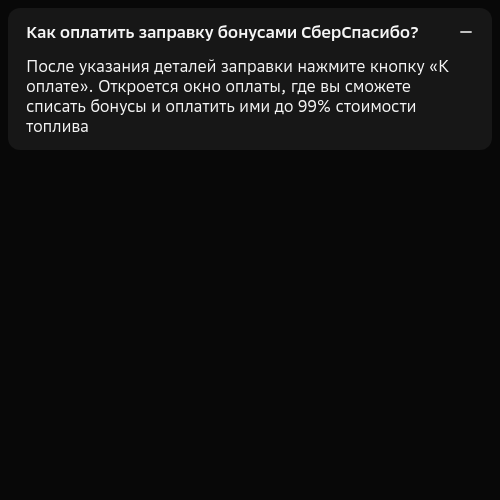 Как оплатить заправку бонусами СберСпасибо?
После указания деталей заправки нажмите кнопку «К
оплате». Откроется окно оплаты, где вы сможете
списать бонусы и оплатить ими до 99% стоимости
топлива